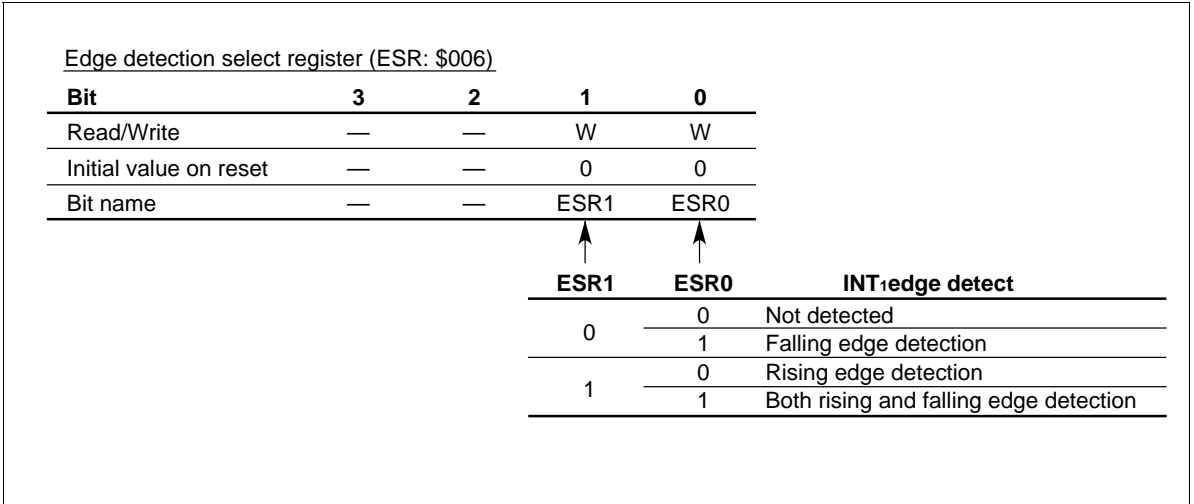 Edge detection select register (ESR: $006)
Bit 3 2 1 0
Read/Write — — W W
Initial value on reset — — 0 0
Bit name — — ESR1 ESR0
ESR1 ESR0 INT₁edge detect
0 0 Not detected
1 Falling edge detection
1 0 Rising edge detection
1 Both rising and falling edge detection